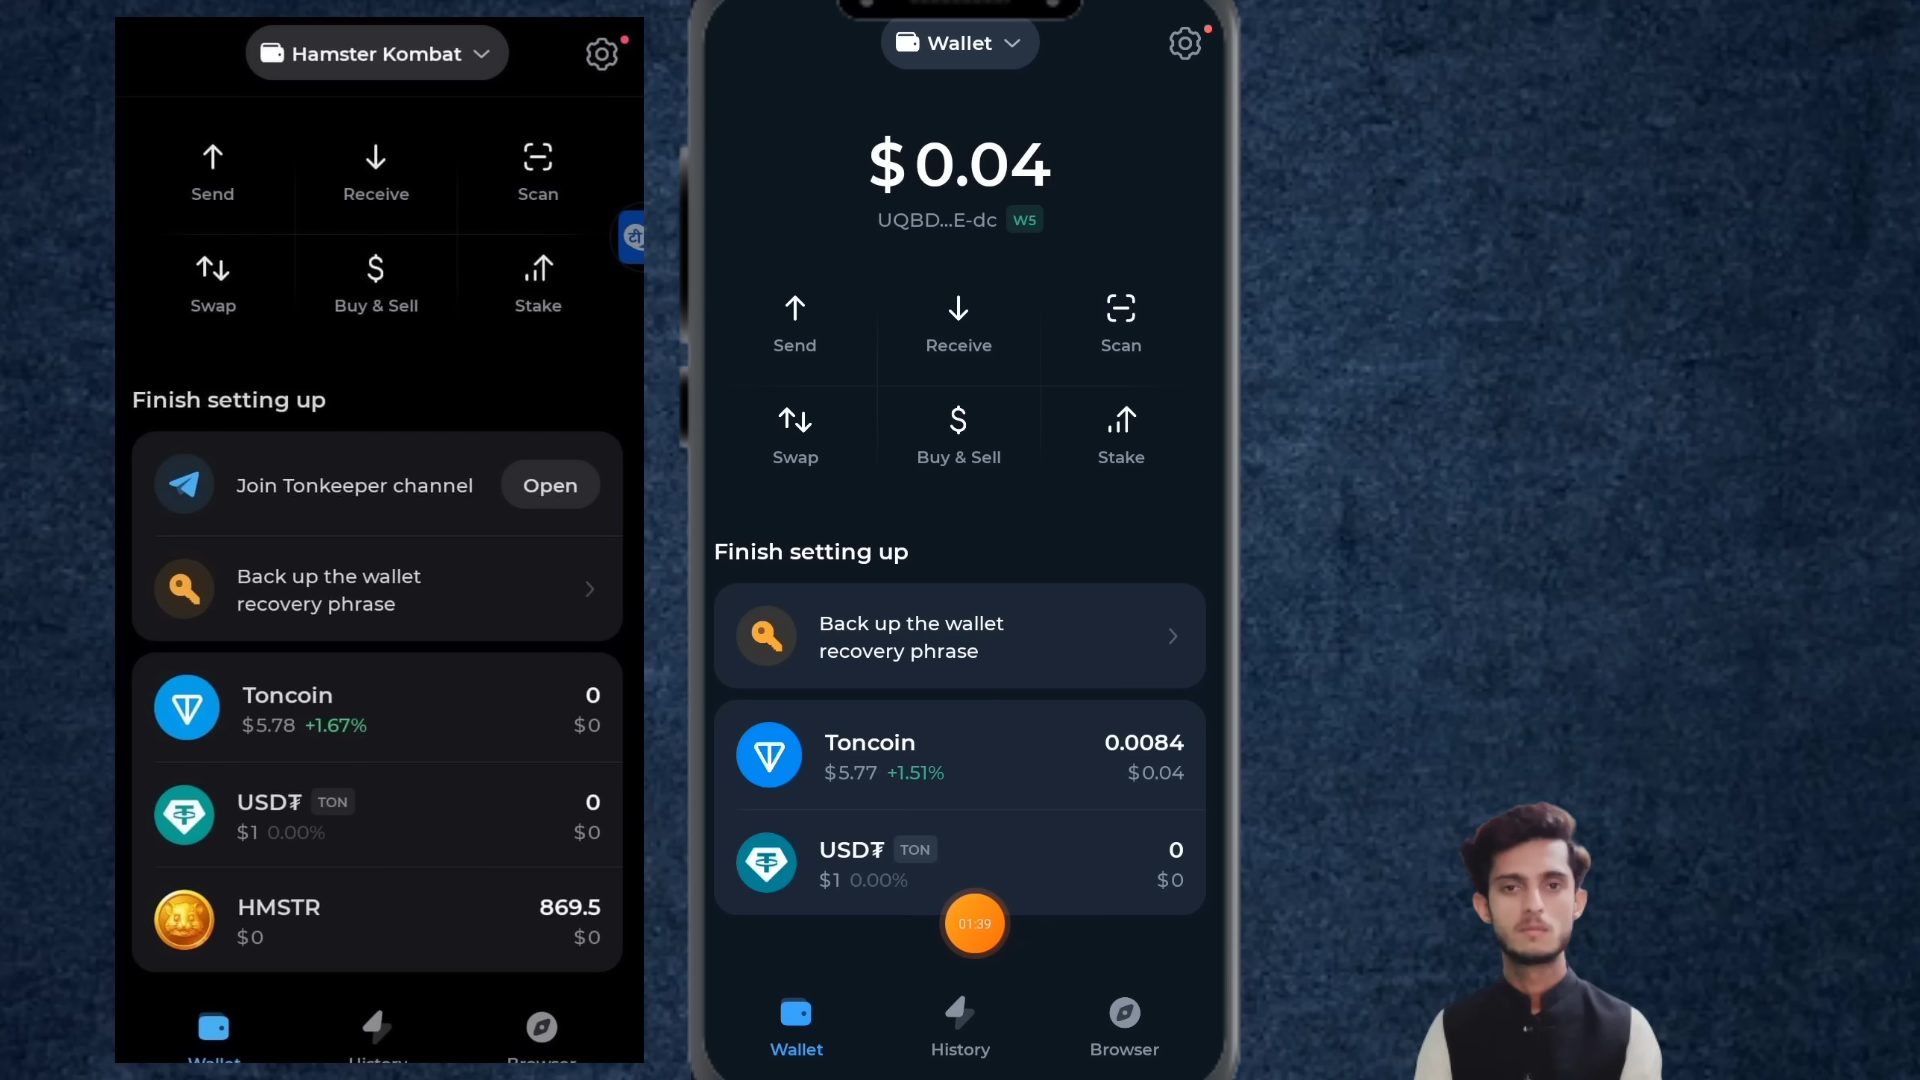 Hamster Kombat
Send
Receive
Scan
टी
Swap
Buy & Sell
Stake
Finish setting up
Join Tonkeeper channel
Open
Back up the wallet
recovery phrase
Toncoin
0
$5.78 +1.67%
$0
USD₮ TON
0
$1 0.00%
$0
HMSTR
869.5
$0
$0
Wallet
History
Browser
Wallet
$0.04
UQBD...E-dc W5
Send
Receive
Scan
Swap
Buy & Sell
Stake
Finish setting up
Back up the wallet
recovery phrase
Toncoin
0.0084
$5.77 +1.51%
$0.04
USD₮ TON
0
$1 0.00%
$0
01:39
Wallet
History
Browser